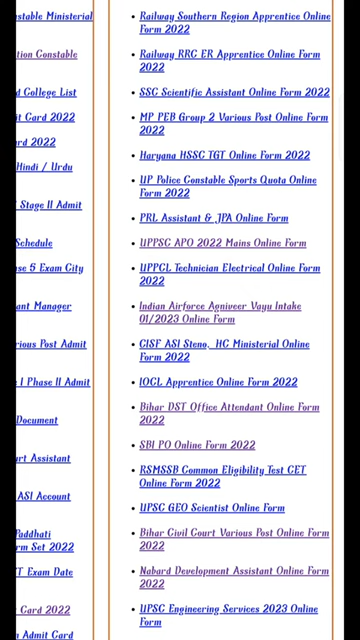 stable Ministerial
tion Constable
d College List
it Card 2022
ard 2022
Hindi / Urdu
Stage II Admit
Schedule
se 5 Exam City
ant Manager
rious Post Admit
I Phase II Admit
Document
urt Assistant
ASI Account
Paddhati
rm Set 2022
T Exam Date
Card 2022
n Admit Card
Railway Southern Region Apprentice Online
Form 2022
Railway RRC ER Apprentice Online Form
2022
SSC Scientific Assistant Online Form 2022
MP PEB Group 2 Various Post Online Form
2022
Haryana HSSC TGT Online Form 2022
UP Police Constable Sports Quota Online
Form 2022
PRL Assistant & JPA Online Form
UPPSC APO 2022 Mains Online Form
UPPCL Technician Electrical Online Form
2022
Indian Airforce Agniveer Vayu Intake
01/2023 Online Form
CISF ASI Steno, HC Ministerial Online
Form 2022
IOCL Apprentice Online Form 2022
Bihar DST Office Attendant Online Form
2022
SBI PO Online Form 2022
RSMSSB Common Eligibility Test CET
Online Form 2022
UPSC GEO Scientist Online Form
Bihar Civil Court Various Post Online Form
2022
Nabard Development Assistant Online Form
2022
UPSC Engineering Services 2023 Online
Form